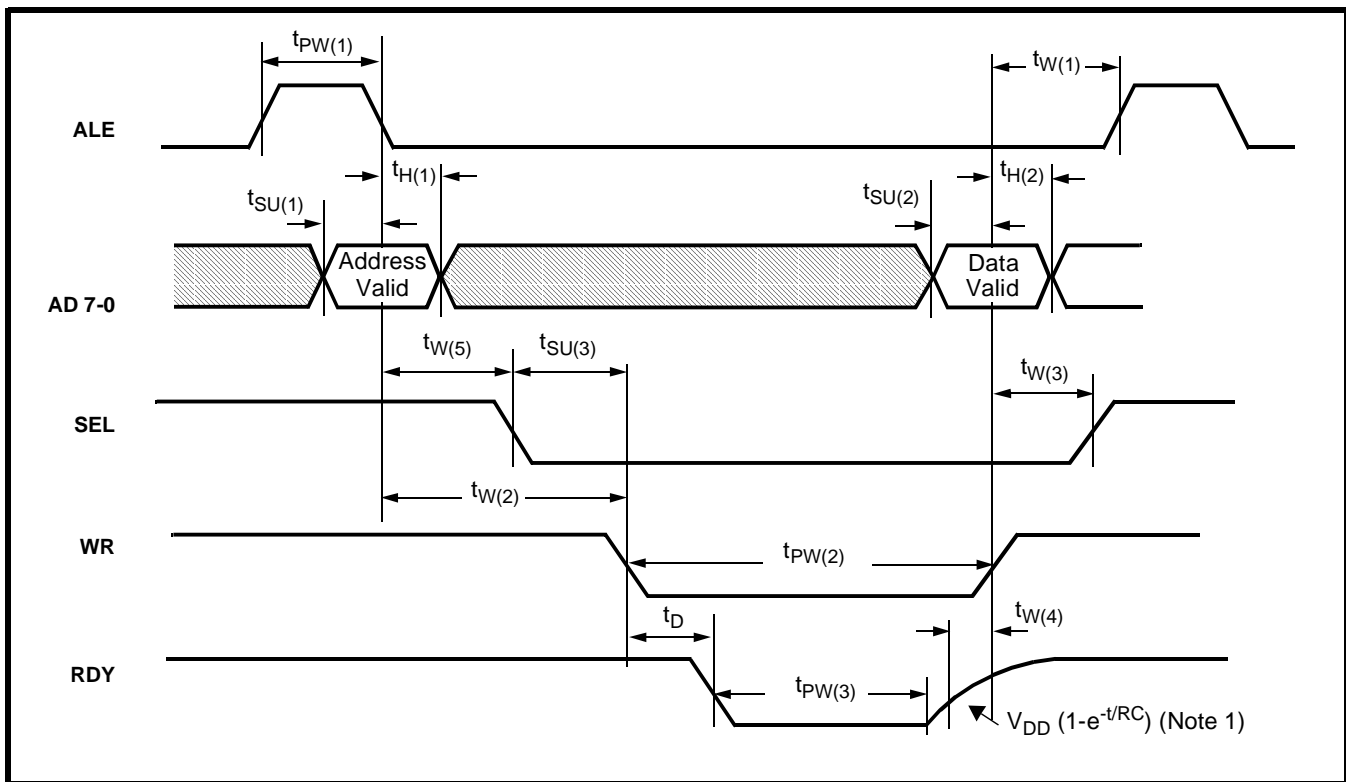 tPW(1)
tW(1)
ALE
tH(1)
tH(2)
tSU(1)
tSU(2)
Address
Valid
Data
Valid
AD 7-0
tW(5)
tSU(3)
tW(3)
SEL
tW(2)
WR
tPW(2)
tD
tW(4)
RDY
tPW(3)
VDD (1-e-t/RC) (Note 1)